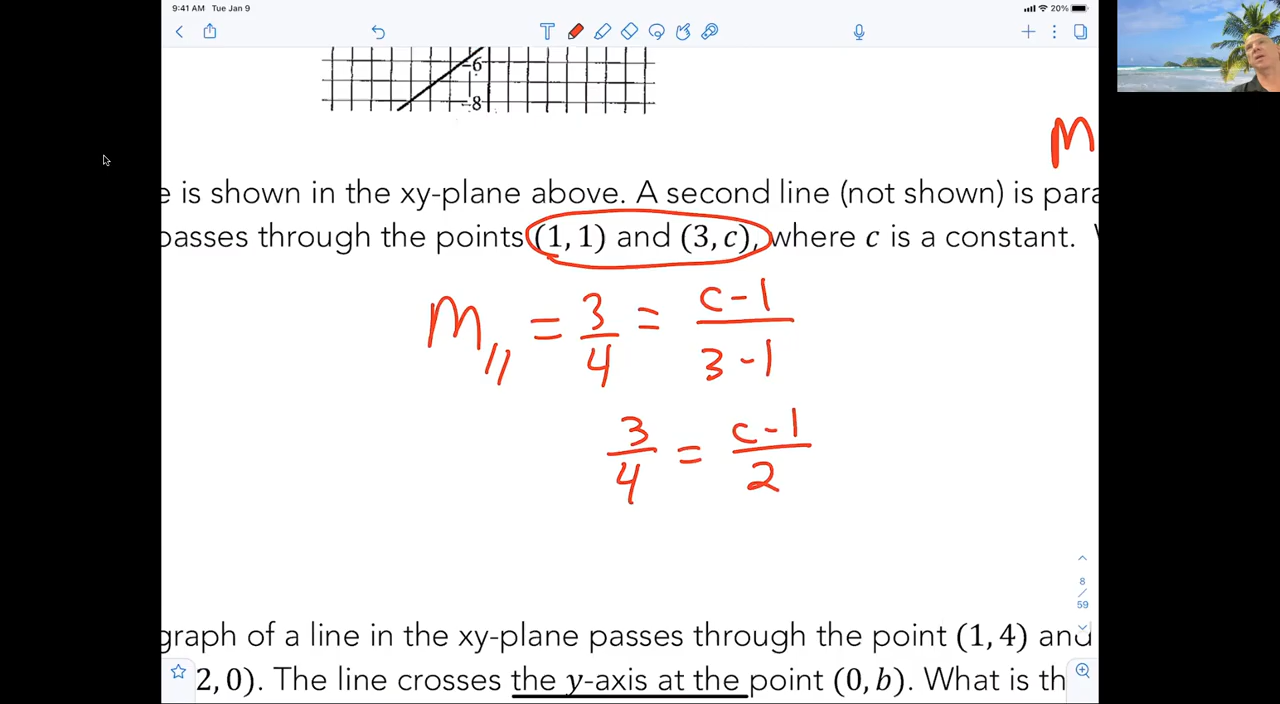 9:41 AM Tue Jan 9
20%
-6
-8
M
e is shown in the xy-plane above. A second line (not shown) is para
passes through the points (1, 1) and (3, c), where c is a constant.
M// = 3/4 = c-1/3-1
3/4 = c-1/2
8
/
59
graph of a line in the xy-plane passes through the point (1, 4) and
2, 0). The line crosses the y-axis at the point (0, b). What is th